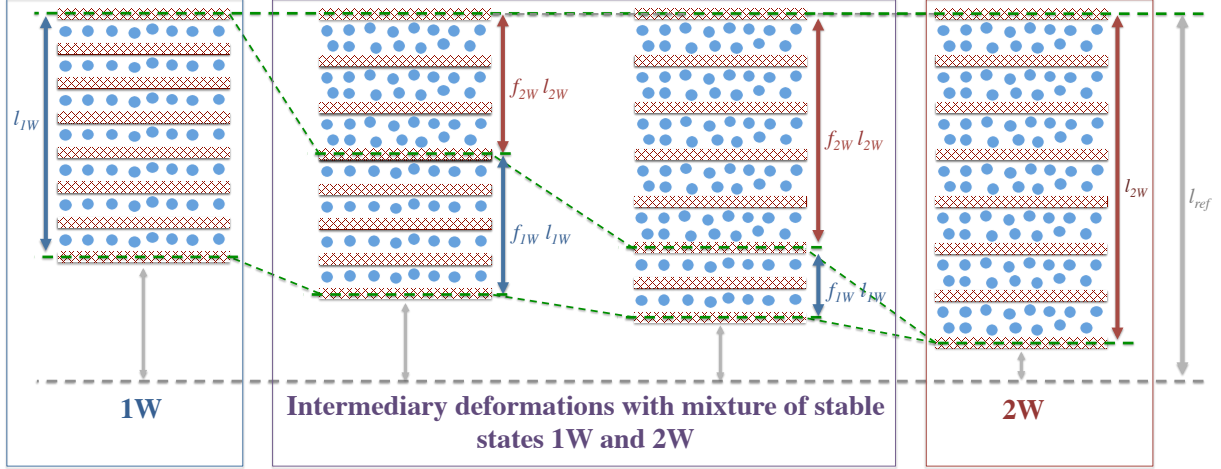 l1W
f2W l2W
f1W l1W
f2W l2W
f1W l1W
l2W
lref
1W
Intermediary deformations with mixture of stable
states 1W and 2W
2W